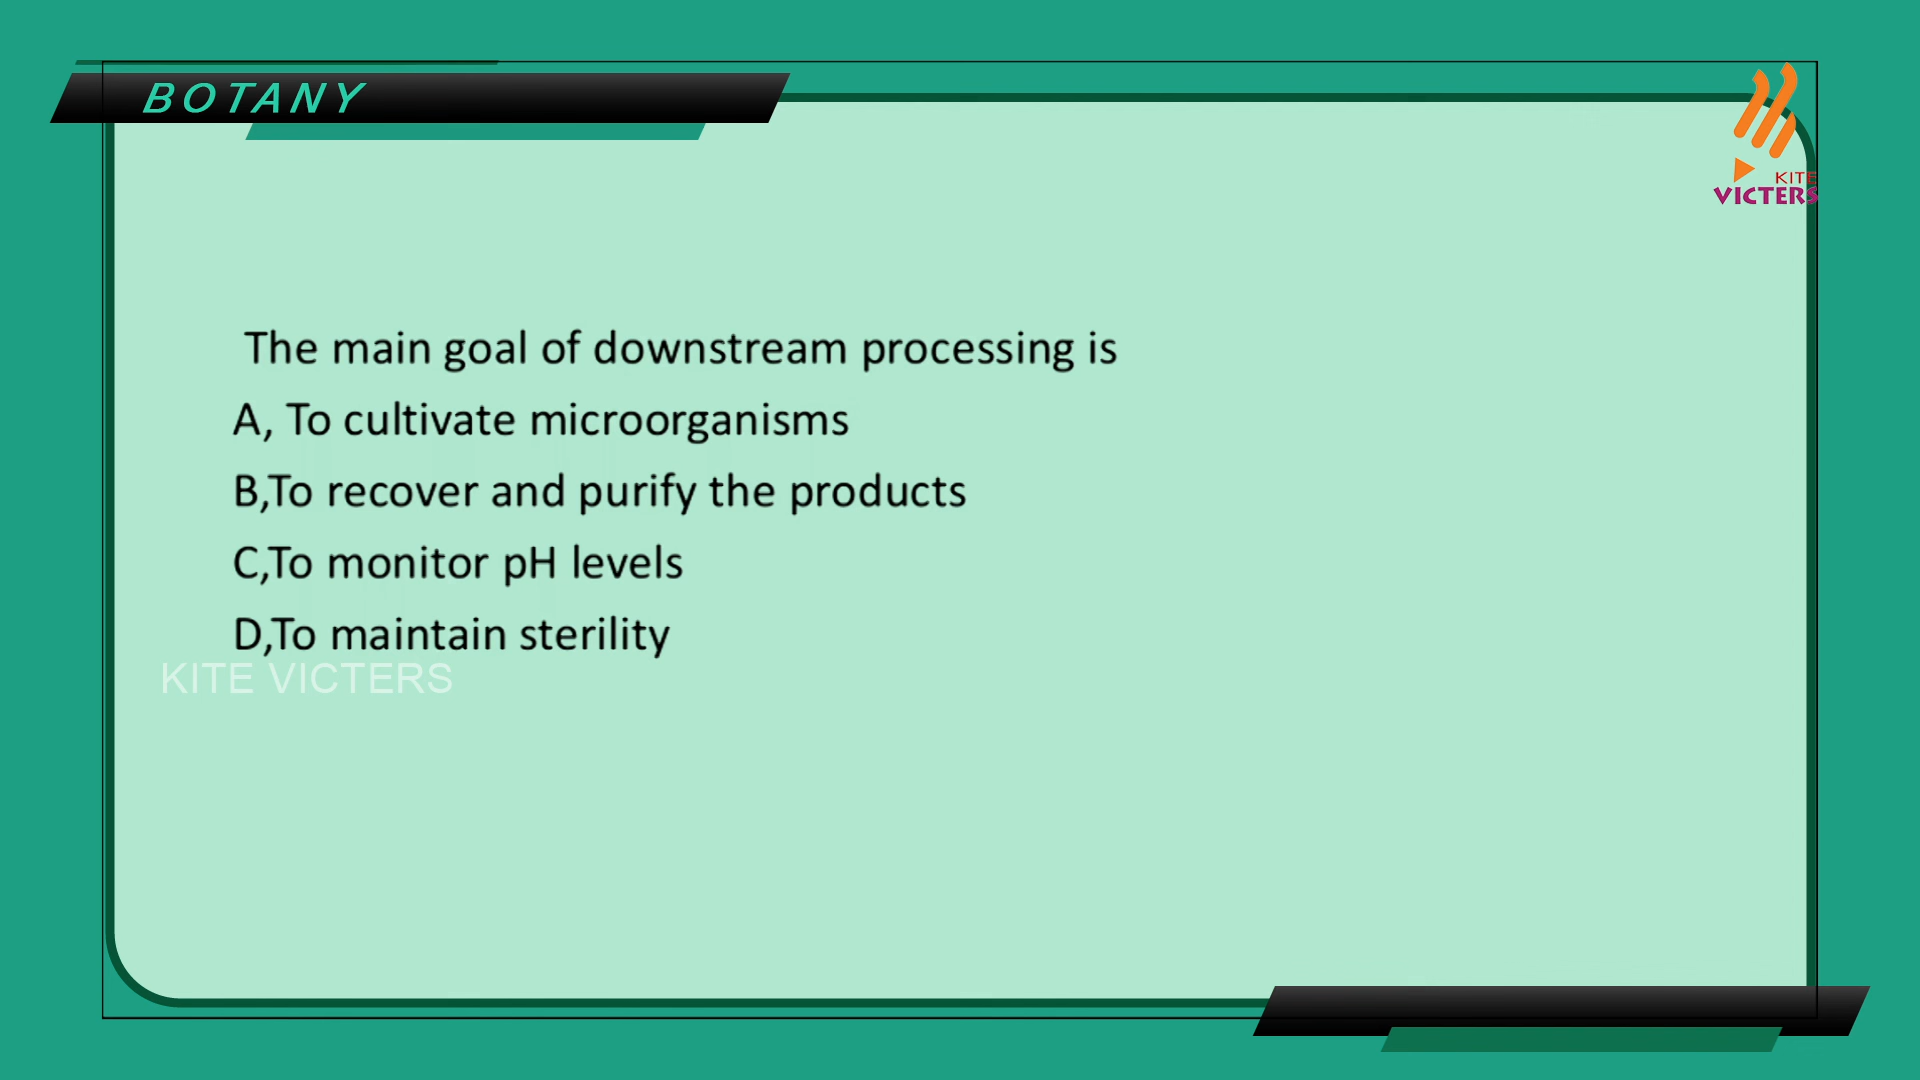 BOTANY
KITE
VICTERS
The main goal of downstream processing is
A, To cultivate microorganisms
B,To recover and purify the products
C,To monitor pH levels
D,To maintain sterility
KITE VICTERS